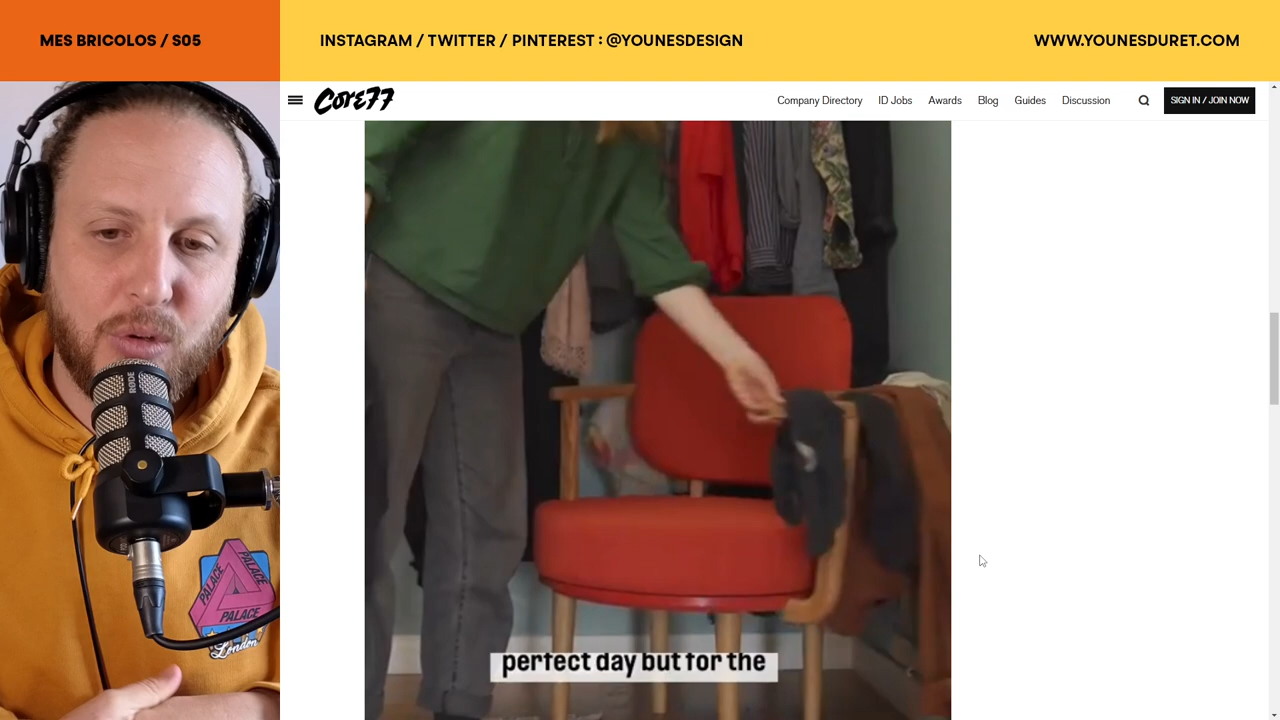 MES BRICOLOS / S05
INSTAGRAM / TWITTER / PINTEREST : @YOUNESDESIGN
WWW.YOUNESDURET.COM
Core77
Company Directory
ID Jobs
Awards
Blog
Guides
Discussion
SIGN IN / JOIN NOW
RØDE
PALACE
PALACE
PALACE
London
perfect day but for the